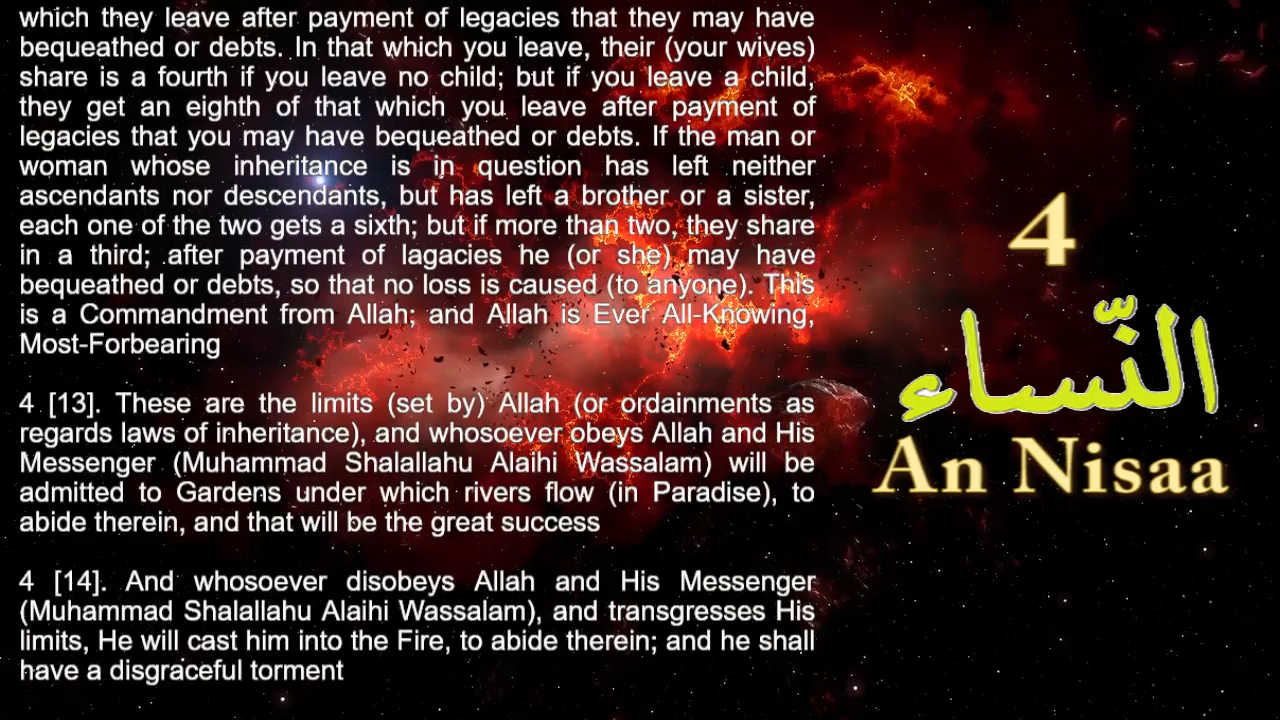 which they leave after payment of legacies that they may have
bequeathed or debts. In that which you leave, their (your wives)
share is a fourth if you leave no child; but if you leave a child,
they get an eighth of that which you leave after payment of
legacies that you may have bequeathed or debts. If the man or
woman whose inheritance is in question has left neither
ascendants nor descendants, but has left a brother or a sister,
each one of the two gets a sixth; but if more than two, they share
in a third; after payment of lagacies he (or she) may have
bequeathed or debts, so that no loss is caused (to anyone). This
is a Commandment from Allah; and Allah is Ever All-Knowing,
Most-Forbearing
4 [13]. These are the limits (set by) Allah (or ordainments as
regards laws of inheritance), and whosoever obeys Allah and His
Messenger (Muhammad Shalallahu Alaihi Wassalam) will be
admitted to Gardens under which rivers flow (in Paradise), to
abide therein, and that will be the great success
4 [14]. And whosoever disobeys Allah and His Messenger
(Muhammad Shalallahu Alaihi Wassalam), and transgresses His
limits, He will cast him into the Fire, to abide therein; and he shall
have a disgraceful torment
4
النّساء
An Nisaa